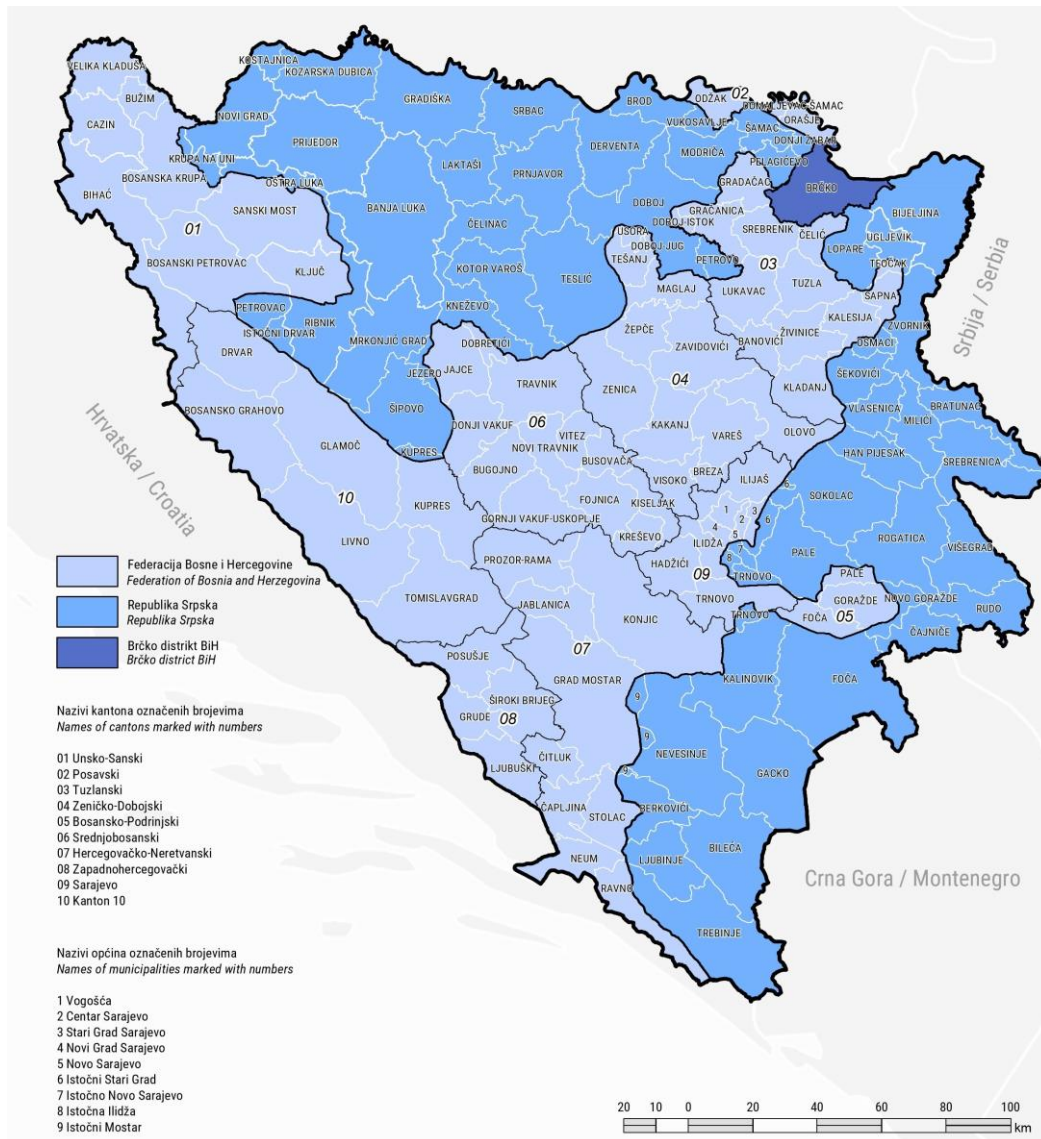 VELIKA KLADUŠA
BUŽIM
CAZIN
BIHAĆ
BOSANSKA KRUPA
KRUPA NA UNI
01
SANSKI MOST
OSTRA LUKA
BOSANSKI PETROVAC
KLJUČ
KOSTAJNICA
KOZARSKA DUBICA
NOVI GRAD
PRIJEDOR
GRADIŠKA
SRBAC
LAKTAŠI
PRNJAVOR
BANJA LUKA
ČELINAC
KOTOR VAROŠ
KNEŽEVO
TESLIĆ
BROD
DERVENTA
VUKOSAVLJE
MODRIČA
DOBOJ
ODŽAK
02
DOMALJEVAC-ŠAMAC
ORAŠJE
ŠAMAC
DONJI ŽABAR
PELAGIĆEVO
BRČKO
GRADAČAC
GRAČANICA
DOBOJ ISTOK
SREBRENIK
ČELIĆ
BIJELJINA
UGLJEVIK
LOPARE
TEOČAK
USORA
DOBOJ JUG
TEŠANJ
PETROVO
03
MAGLAJ
LUKAVAC
TUZLA
SAPNA
KALESIJA
ZVORNIK
ŽIVINICE
BANOVIĆI
OSMACI
PETROVAC
ISTOČNI DRVAR
RIBNIK
MRKONJIĆ GRAD
JEZERO
ŠIPOVO
KUPRES
DRVAR
BOSANSKO GRAHOVO
GLAMOČ
10
KUPRES
LIVNO
TOMISLAVGRAD
DOBRETIĆI
JAJCE
TRAVNIK
DONJI VAKUF
06
VITEZ
NOVI TRAVNIK
BUGOJNO
BUSOVAČA
FOJNICA
KISELJAK
GORNJI VAKUF-USKOPLJE
KREŠEVO
ŽEPČE
ZAVIDOVIĆI
ZENICA
04
KAKANJ
VAREŠ
OLOVO
BREZA
VISOKO
KLADANJ
ŠEKOVIĆI
VLASENICA
MILIĆI
BRATUNAC
HAN PIJESAK
SREBRENICA
ILIJAŠ
6
SOKOLAC
1
3
2
6
4
5
ILIDŽA
7
8
ROGATICA
VIŠEGRAD
PALE
HADŽIĆI
09
TRNOVO
TRNOVO
TRNOVO
PALE
GORAŽDE
NOVO GORAŽDE
FOČA
05
RUDO
ČAJNIČE
PROZOR-RAMA
JABLANICA
KONJIC
07
GRAD MOSTAR
KALINOVIK
FOČA
POSUŠJE
ŠIROKI BRIJEG
GRUDE
08
LJUBUŠKI
ČITLUK
ČAPLJINA
STOLAC
NEUM
RAVNO
9
9
9
NEVESINJE
GACKO
BERKOVIĆI
LJUBINJE
BILEĆA
TREBINJE
Hrvatska / Croatia
Srbija / Serbia
Crna Gora / Montenegro
Federacija Bosne i Hercegovine
Federation of Bosnia and Herzegovina
Republika Srpska
Republika Srpska
Brčko distrikt BiH
Brčko district BiH
Nazivi kantona označenih brojevima
Names of cantons marked with numbers
01 Unsko-Sanski
02 Posavski
03 Tuzlanski
04 Zeničko-Dobojski
05 Bosansko-Podrinjski
06 Srednjobosanski
07 Hercegovačko-Neretvanski
08 Zapadnohercegovački
09 Sarajevo
10 Kanton 10
Nazivi općina označenih brojevima
Names of municipalities marked with numbers
1 Vogošća
2 Centar Sarajevo
3 Stari Grad Sarajevo
4 Novi Grad Sarajevo
5 Novo Sarajevo
6 Istočni Stari Grad
7 Istočno Novo Sarajevo
8 Istočna Ilidža
9 Istočni Mostar
20 10 0 20 40 60 80 100
km